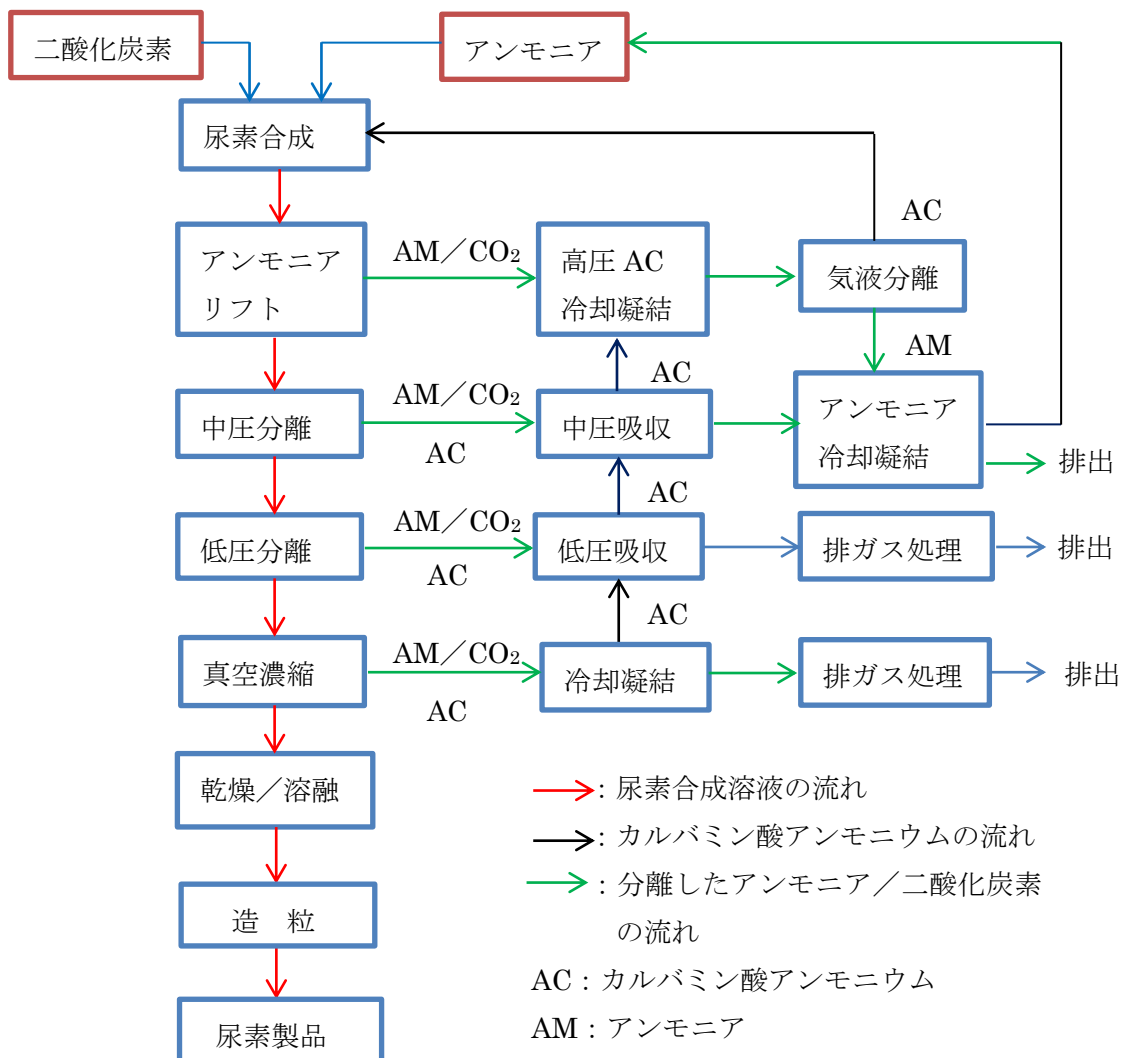 二酸化炭素
アンモニア
尿素合成
AC
アンモニア
リフト
AM／CO₂
高圧 AC
冷却凝結
気液分離
AC
AM
中圧分離
AM／CO₂
AC
中圧吸収
アンモニア
冷却凝結
排出
AC
低圧分離
AM／CO₂
AC
低圧吸収
排ガス処理
排出
AC
真空濃縮
AM／CO₂
AC
冷却凝結
排ガス処理
排出
乾燥／溶融
造　粒
尿素製品
：尿素合成溶液の流れ
：カルバミン酸アンモニウムの流れ
：分離したアンモニア／二酸化炭素
の流れ
AC：カルバミン酸アンモニウム
AM：アンモニア